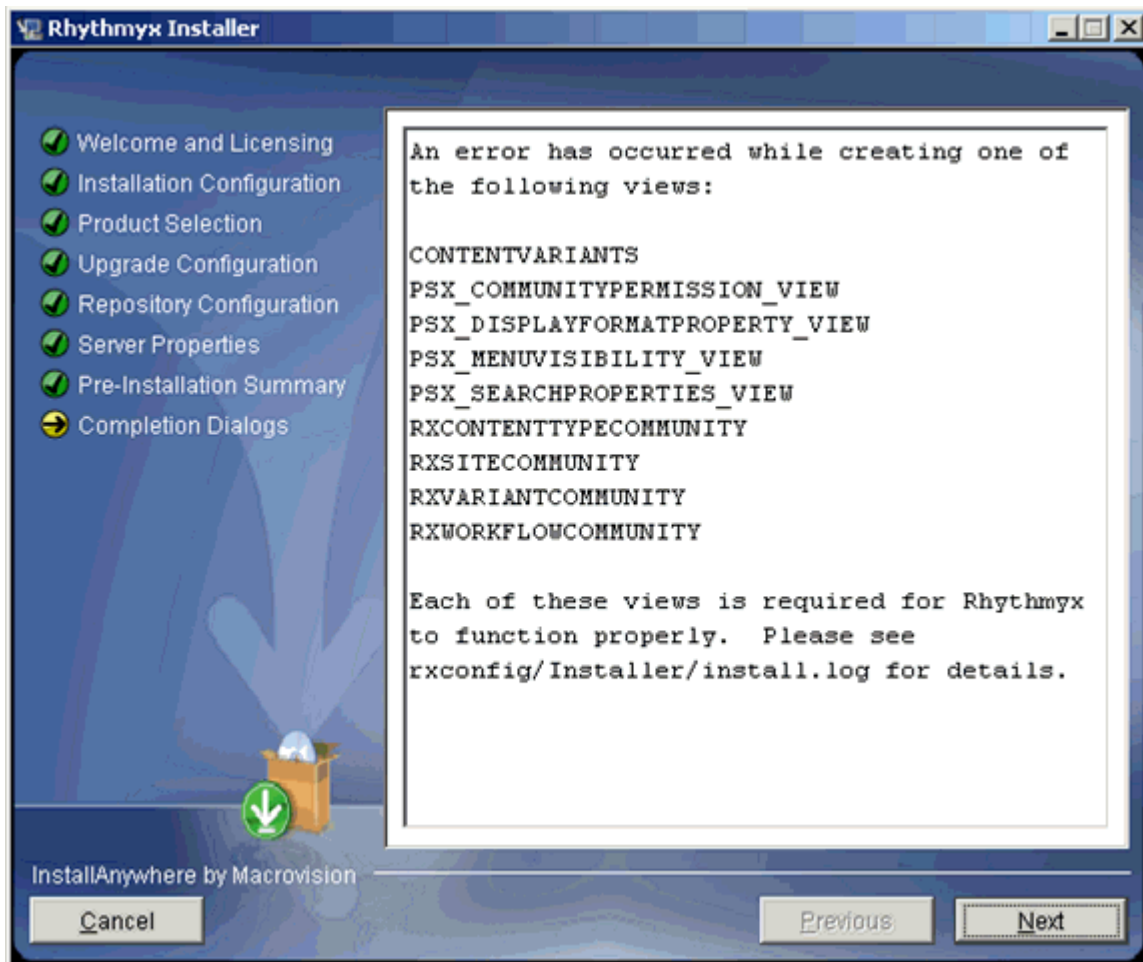 Rhythmyx Installer
Welcome and Licensing
Installation Configuration
Product Selection
Upgrade Configuration
Repository Configuration
Server Properties
Pre-Installation Summary
Completion Dialogs
An error has occurred while creating one of
the following views:
CONTENTVARIANTS
PSX_COMMUNITYPERMISSION_VIEW
PSX_DISPLAYFORMATPROPERTY_VIEW
PSX_MENUVISIBILITY_VIEW
PSX_SEARCHPROPERTIES_VIEW
RXCONTENTTYPECOMMUNITY
RXSITECOMMUNITY
RXVARIANTCOMMUNITY
RXWORKFLOWCOMMUNITY
Each of these views is required for Rhythmyx
to function properly.  Please see
rxconfig/Installer/install.log for details.
InstallAnywhere by Macrovision
Cancel
Previous
Next